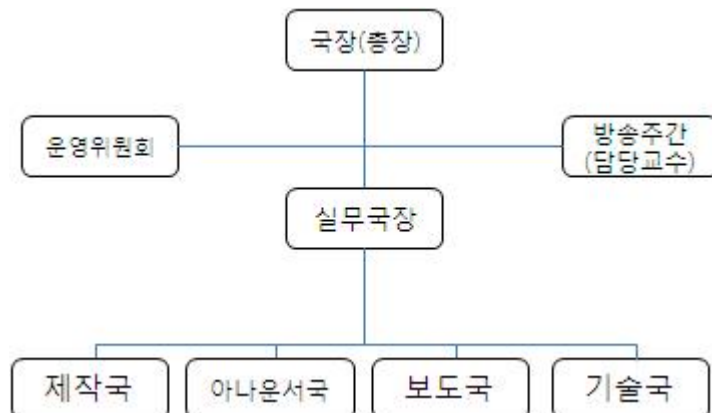 국장(총장)
운영위원회
방송주간
(담당교수)
실무국장
제작국
아나운서국
보도국
기술국